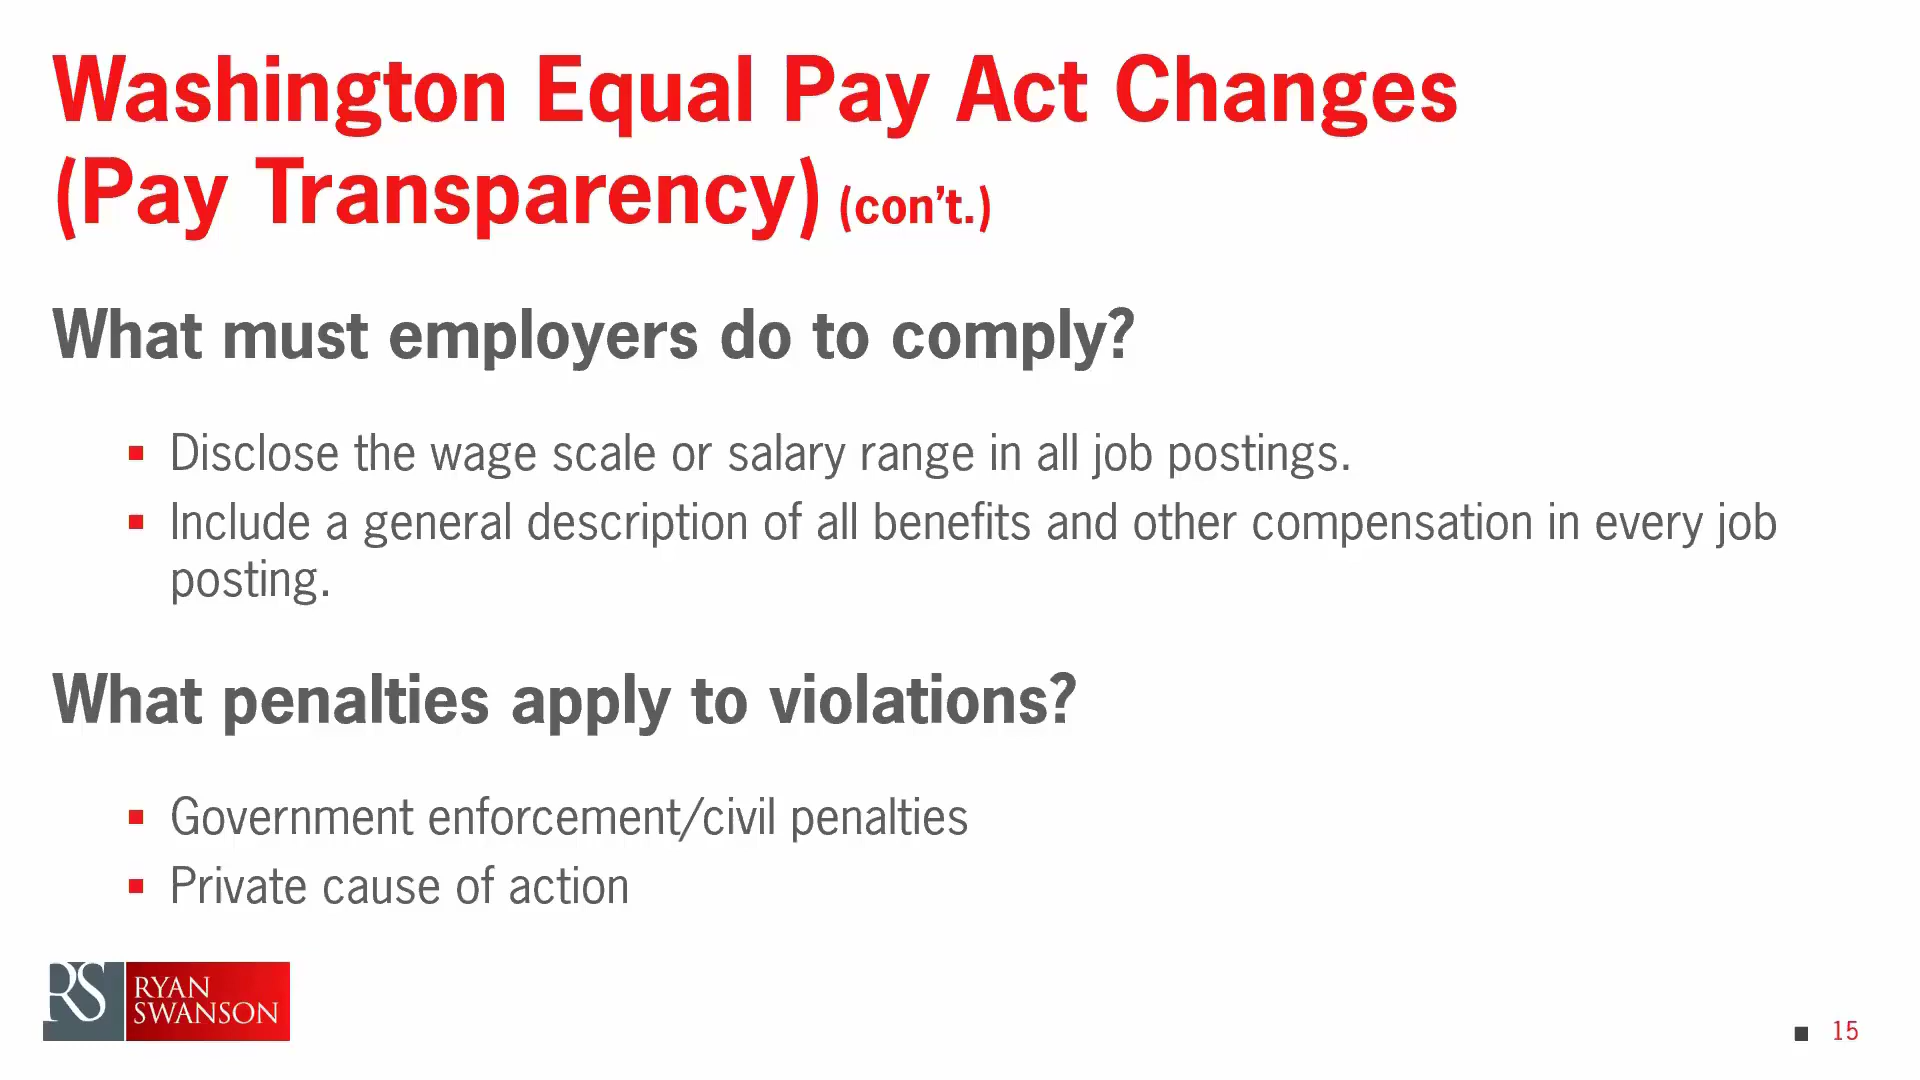 Washington Equal Pay Act Changes
(Pay Transparency) (con’t.)
What must employers do to comply?
Disclose the wage scale or salary range in all job postings.
Include a general description of all benefits and other compensation in every job
posting.
What penalties apply to violations?
Government enforcement/civil penalties
Private cause of action
RS
RYAN
SWANSON
15